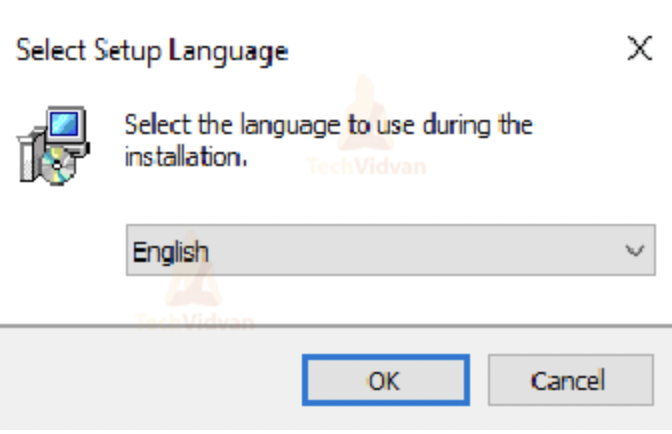 Select Setup Language
Select the language to use during the
installation.
TechVidvan
English
TechVidvan
OK
Cancel